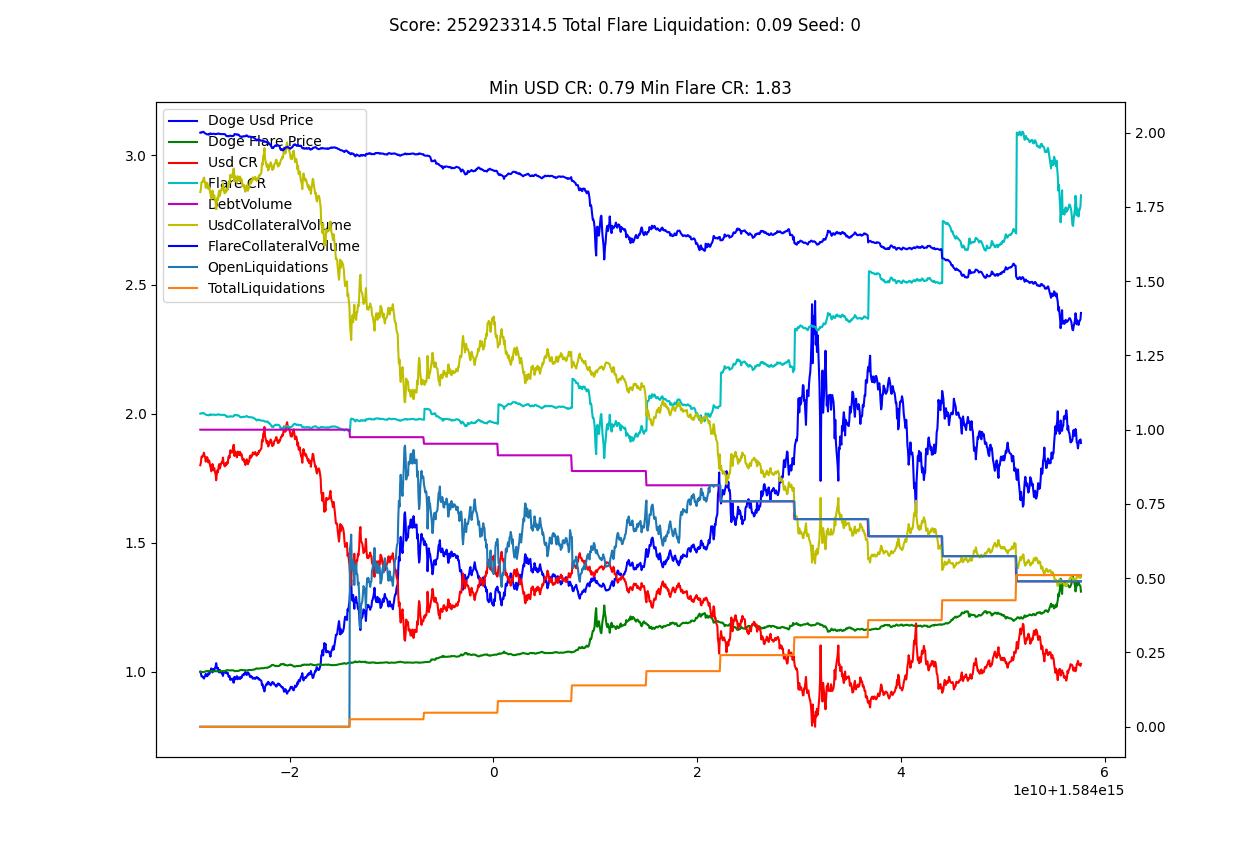 Score: 252923314.5 Total Flare Liquidation: 0.09 Seed: 0
Min USD CR: 0.79 Min Flare CR: 1.83
Doge Usd Price
Doge Flare Price
Usd CR
Flare CR
DebtVolume
UsdCollateralVolume
FlareCollateralVolume
OpenLiquidations
TotalLiquidations
3.0
2.5
2.0
1.5
1.0
2.00
1.75
1.50
1.25
1.00
0.75
0.50
0.25
0.00
−2 0 2 4 6
1e10+1.584e15